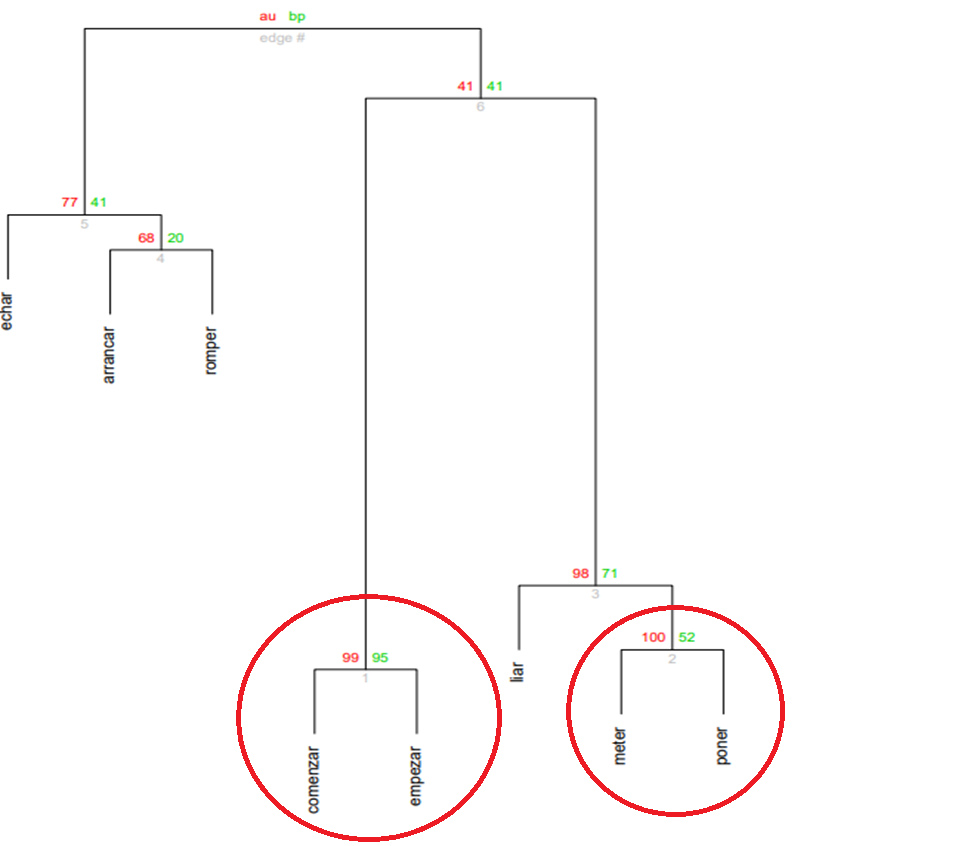 au bp
edge #
41 41
6
77 41
5
68 20
4
echar
arrancar
romper
98 71
3
100 52
2
99 95
1
liar
meter
poner
comenzar
empezar